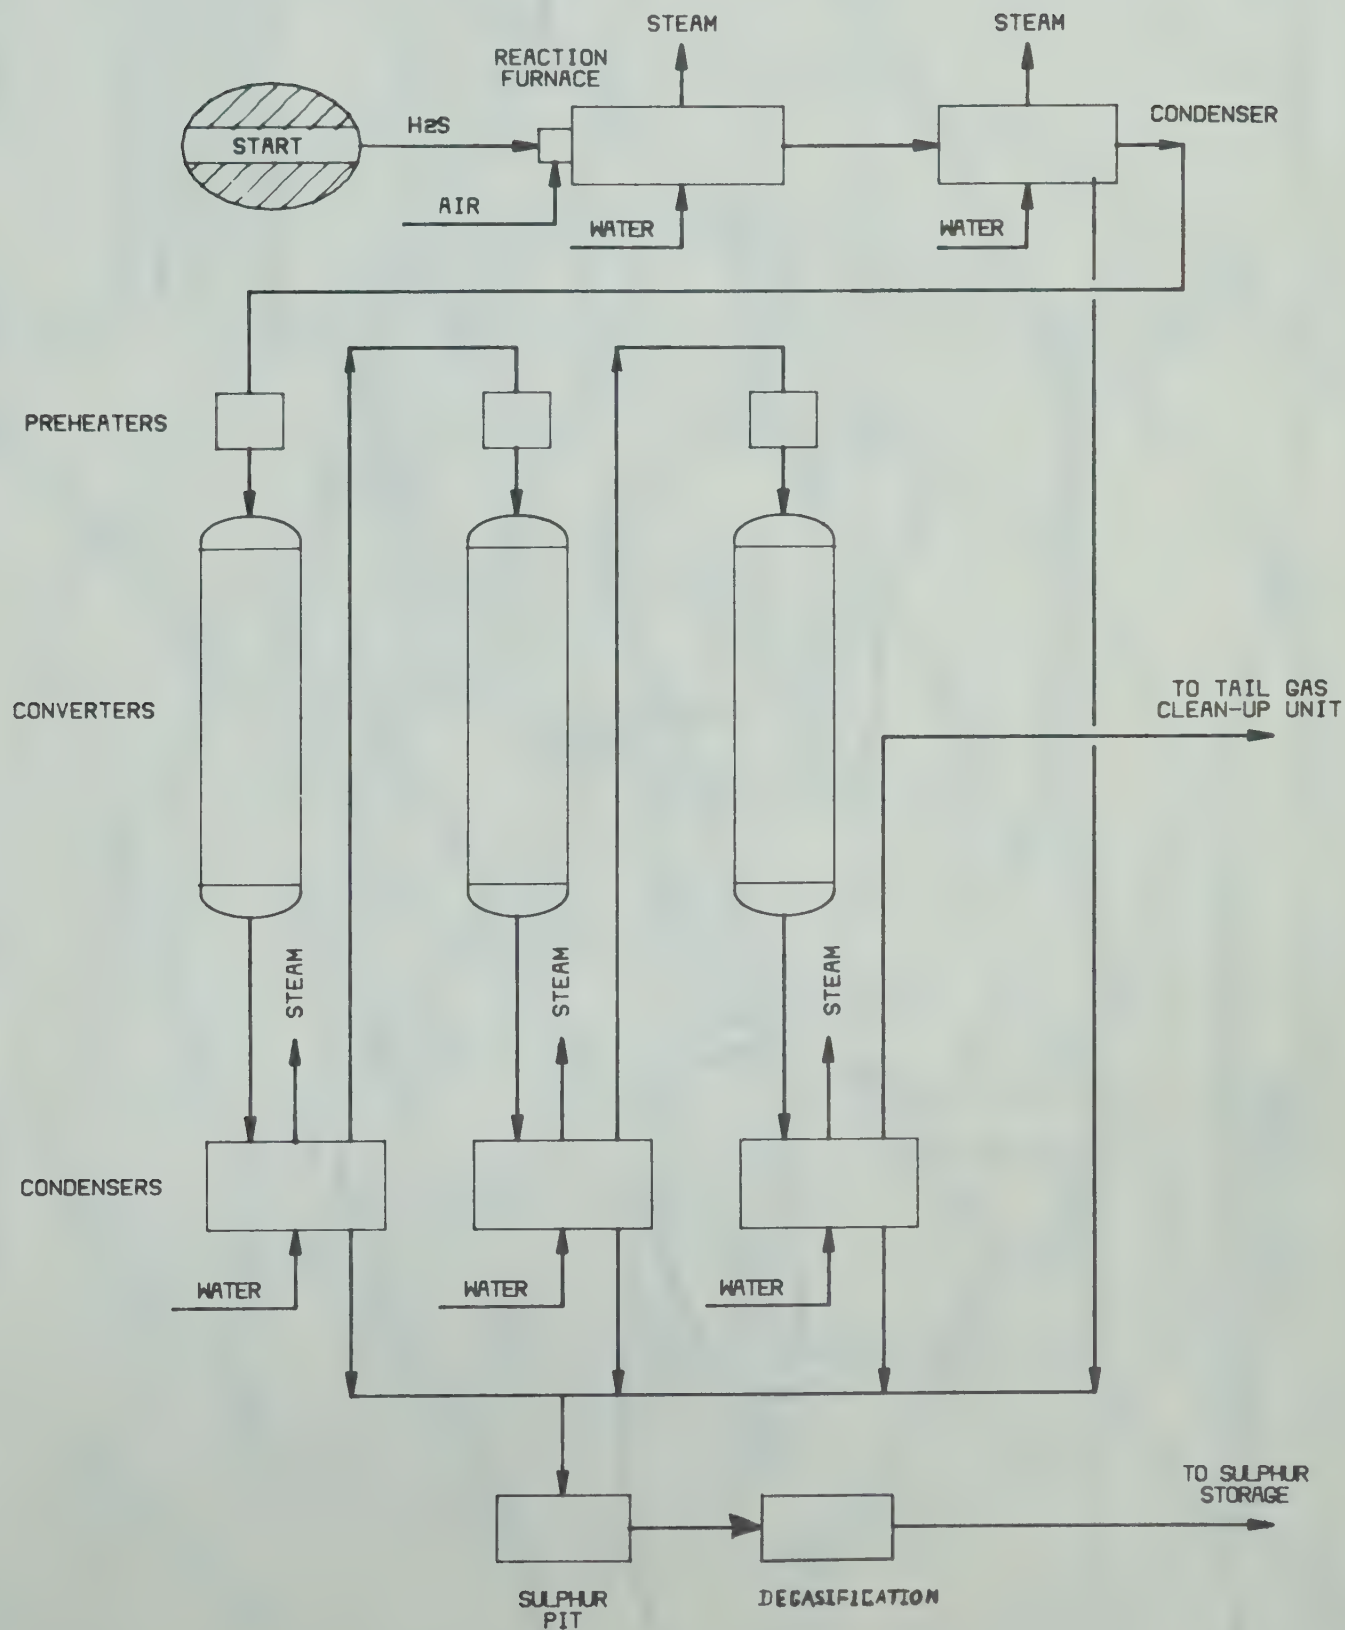 STEAM
STEAM
REACTION
FURNACE
CONDENSER
H2S
START
AIR
WATER
WATER
PREHEATERS
TO TAIL GAS
CLEAN-UP UNIT
CONVERTERS
STEAM
STEAM
STEAM
CONDENSERS
WATER
WATER
WATER
TO SULPHUR
STORAGE
SULPHUR
PIT
DEGASIFICATION